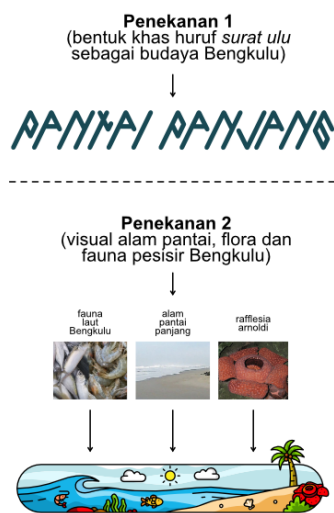 Penekanan 1
(bentuk khas huruf surat ulu
sebagai budaya Bengkulu)
PANTAI PANJANG
Penekanan 2
(visual alam pantai, flora dan
fauna pesisir Bengkulu)
fauna
laut
Bengkulu
alam
pantai
panjang
rafflesia
arnoldi